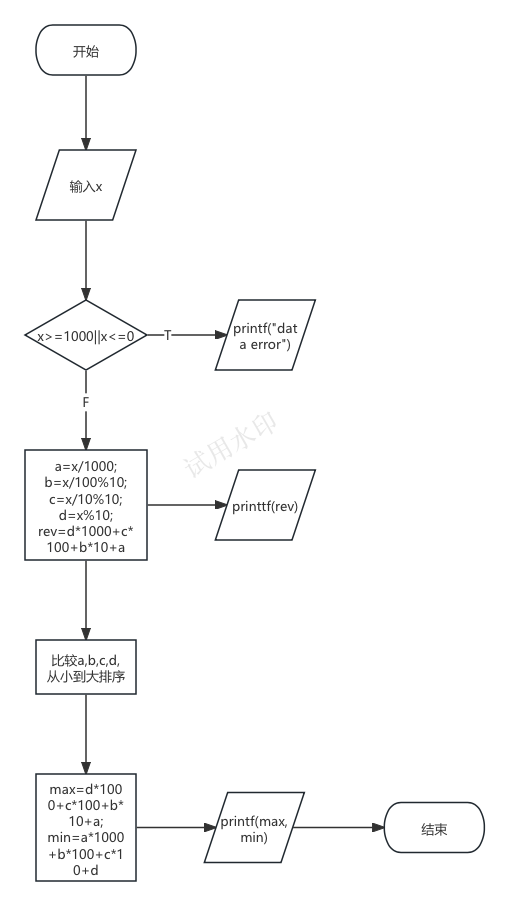 开始
输入x
x>=1000||x<=0
T
printf("dat
a error")
F
试用水印
a=x/1000;
b=x/100%10;
c=x/10%10;
d=x%10;
rev=d*1000+c*
100+b*10+a
printtf(rev)
比较a,b,c,d,
从小到大排序
max=d*100
0+c*100+b*
10+a;
min=a*1000
+b*100+c*1
0+d
printf(max,
min)
结束